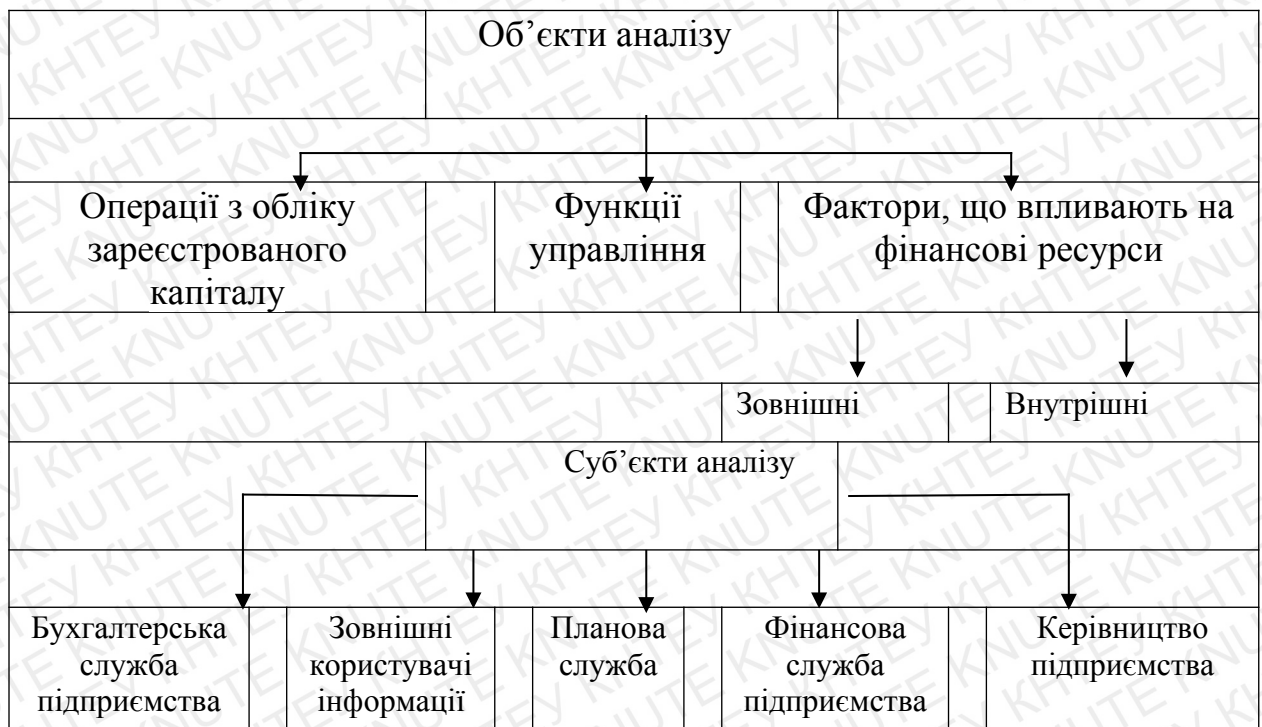 Об’єкти аналізу
Операції з обліку
зареєстрованого
капіталу
Функції
управління
Фактори, що впливають на
фінансові ресурси
Зовнішні
Внутрішні
Суб’єкти аналізу
Бухгалтерська
служба
підприємства
Зовнішні
користувачі
інформації
Планова
служба
Фінансова
служба
підприємства
Керівництво
підприємства